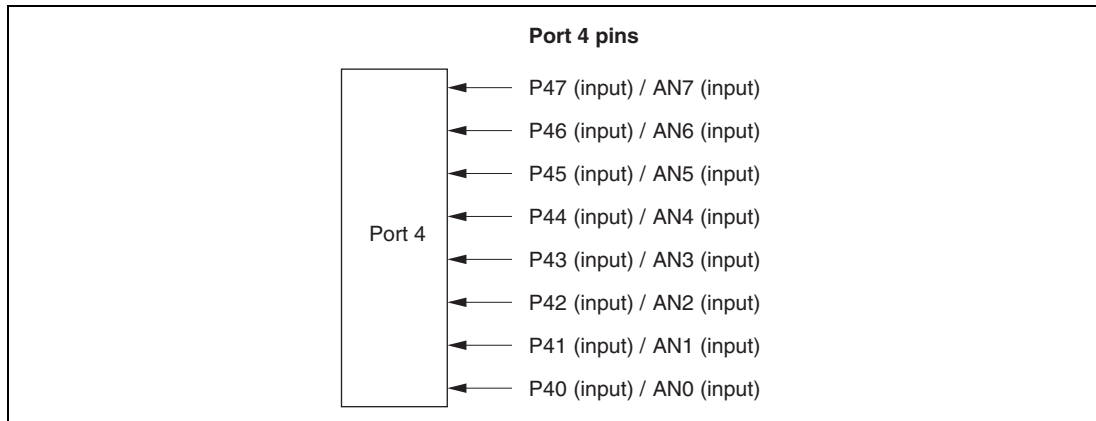 Port 4 pins
P47 (input) / AN7 (input)
P46 (input) / AN6 (input)
P45 (input) / AN5 (input)
P44 (input) / AN4 (input)
Port 4
P43 (input) / AN3 (input)
P42 (input) / AN2 (input)
P41 (input) / AN1 (input)
P40 (input) / AN0 (input)